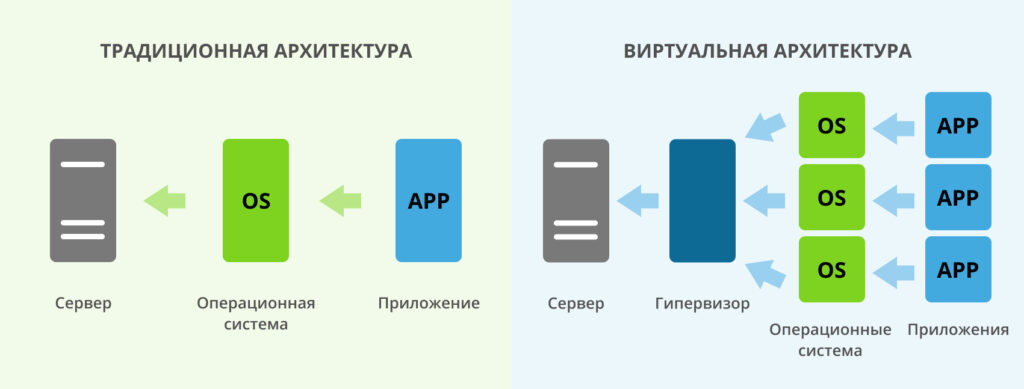 ТРАДИЦИОННАЯ АРХИТЕКТУРА
OS
APP
Сервер
Операционная
система
Приложение
ВИРТУАЛЬНАЯ АРХИТЕКТУРА
OS
APP
OS
APP
OS
APP
Сервер
Гипервизор
Операционные
система
Приложения